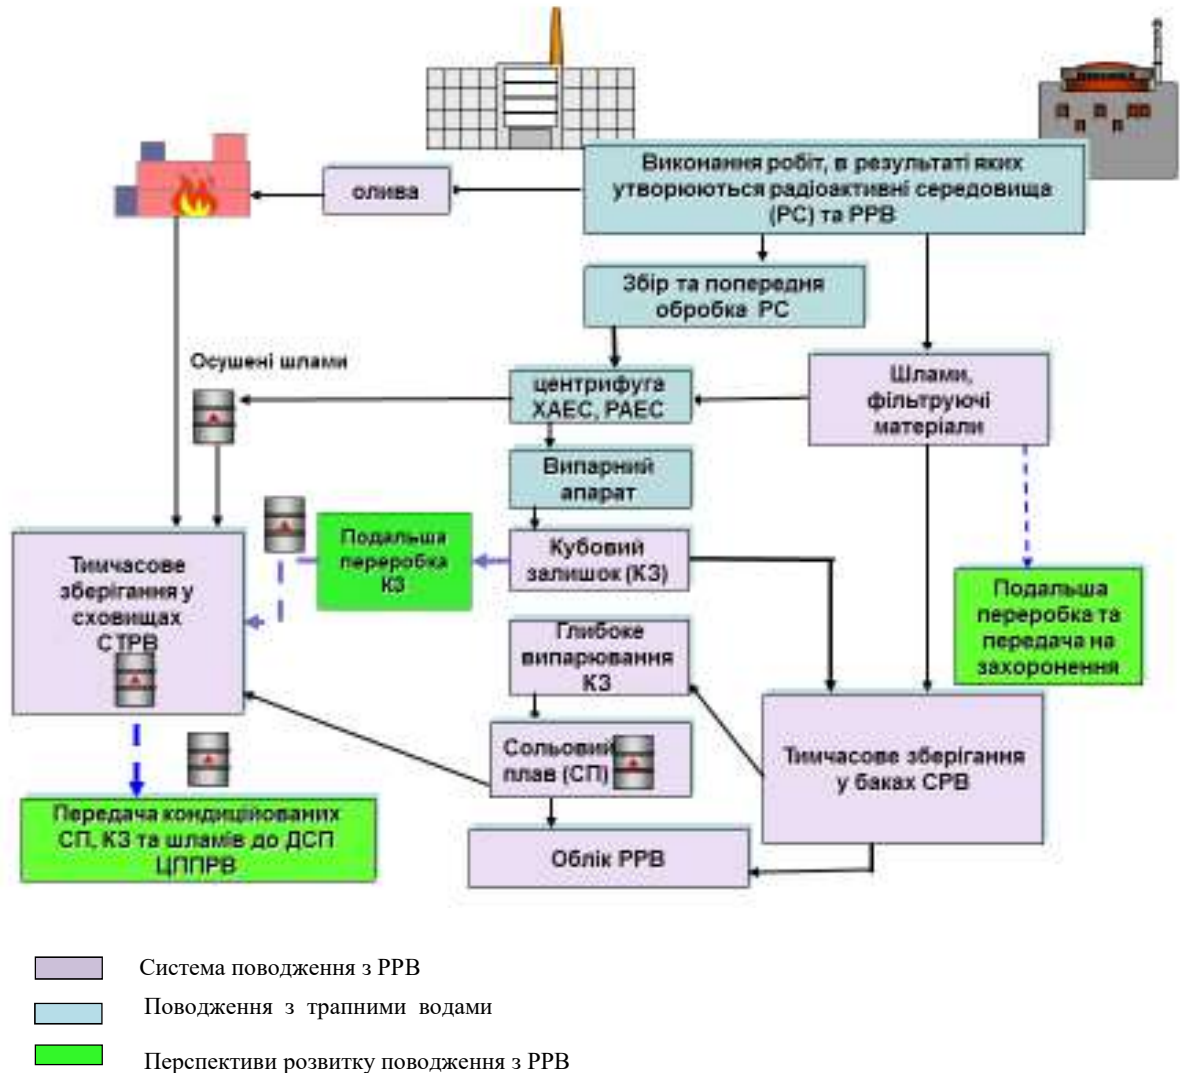 Виконання робіт, в результаті яких
утворюються радіоактивні середовища
(РС) та РРВ
олива
Збір та попередня
обробка РС
Осушені шлами
центрифуга
ХАЕС, РАЕС
Шлами,
фільтруючі
матеріали
Випарний
апарат
Подальша
переробка
КЗ
Кубовий
залишок (КЗ)
Тимчасове
зберігання у
сховищах
СТРВ
Подальша
переробка та
передача на
захоронення
Глибоке
випарювання
КЗ
Сольовий
плав (СП)
Тимчасове зберігання
у баках СРВ
Передача кондиційованих
СП, КЗ та шламів до ДСП
ЦППРВ
Облік РРВ
Система поводження з РРВ
Поводження з трапними водами
Перспективи розвитку поводження з РРВ